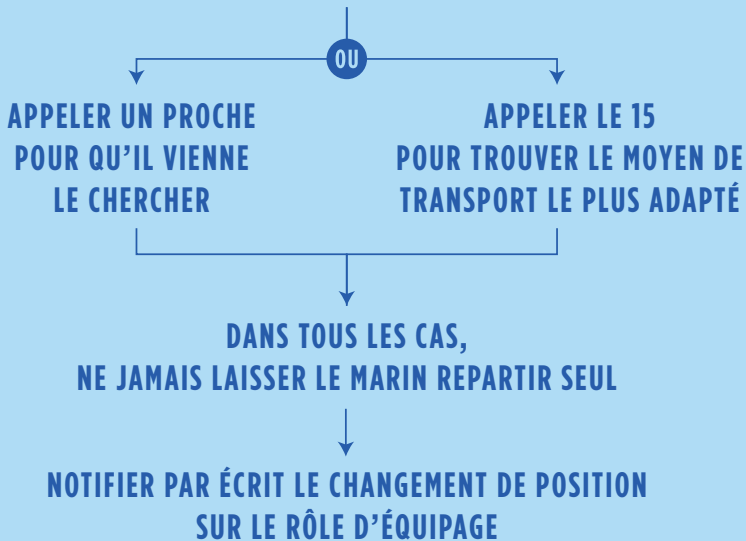 OU
APPELER UN PROCHE
POUR QU'IL VIENNE
LE CHERCHER
APPELER LE 15
POUR TROUVER LE MOYEN DE
TRANSPORT LE PLUS ADAPTÉ
DANS TOUS LES CAS,
NE JAMAIS LAISSER LE MARIN REPARTIR SEUL
NOTIFIER PAR ÉCRIT LE CHANGEMENT DE POSITION
SUR LE RÔLE D'ÉQUIPAGE